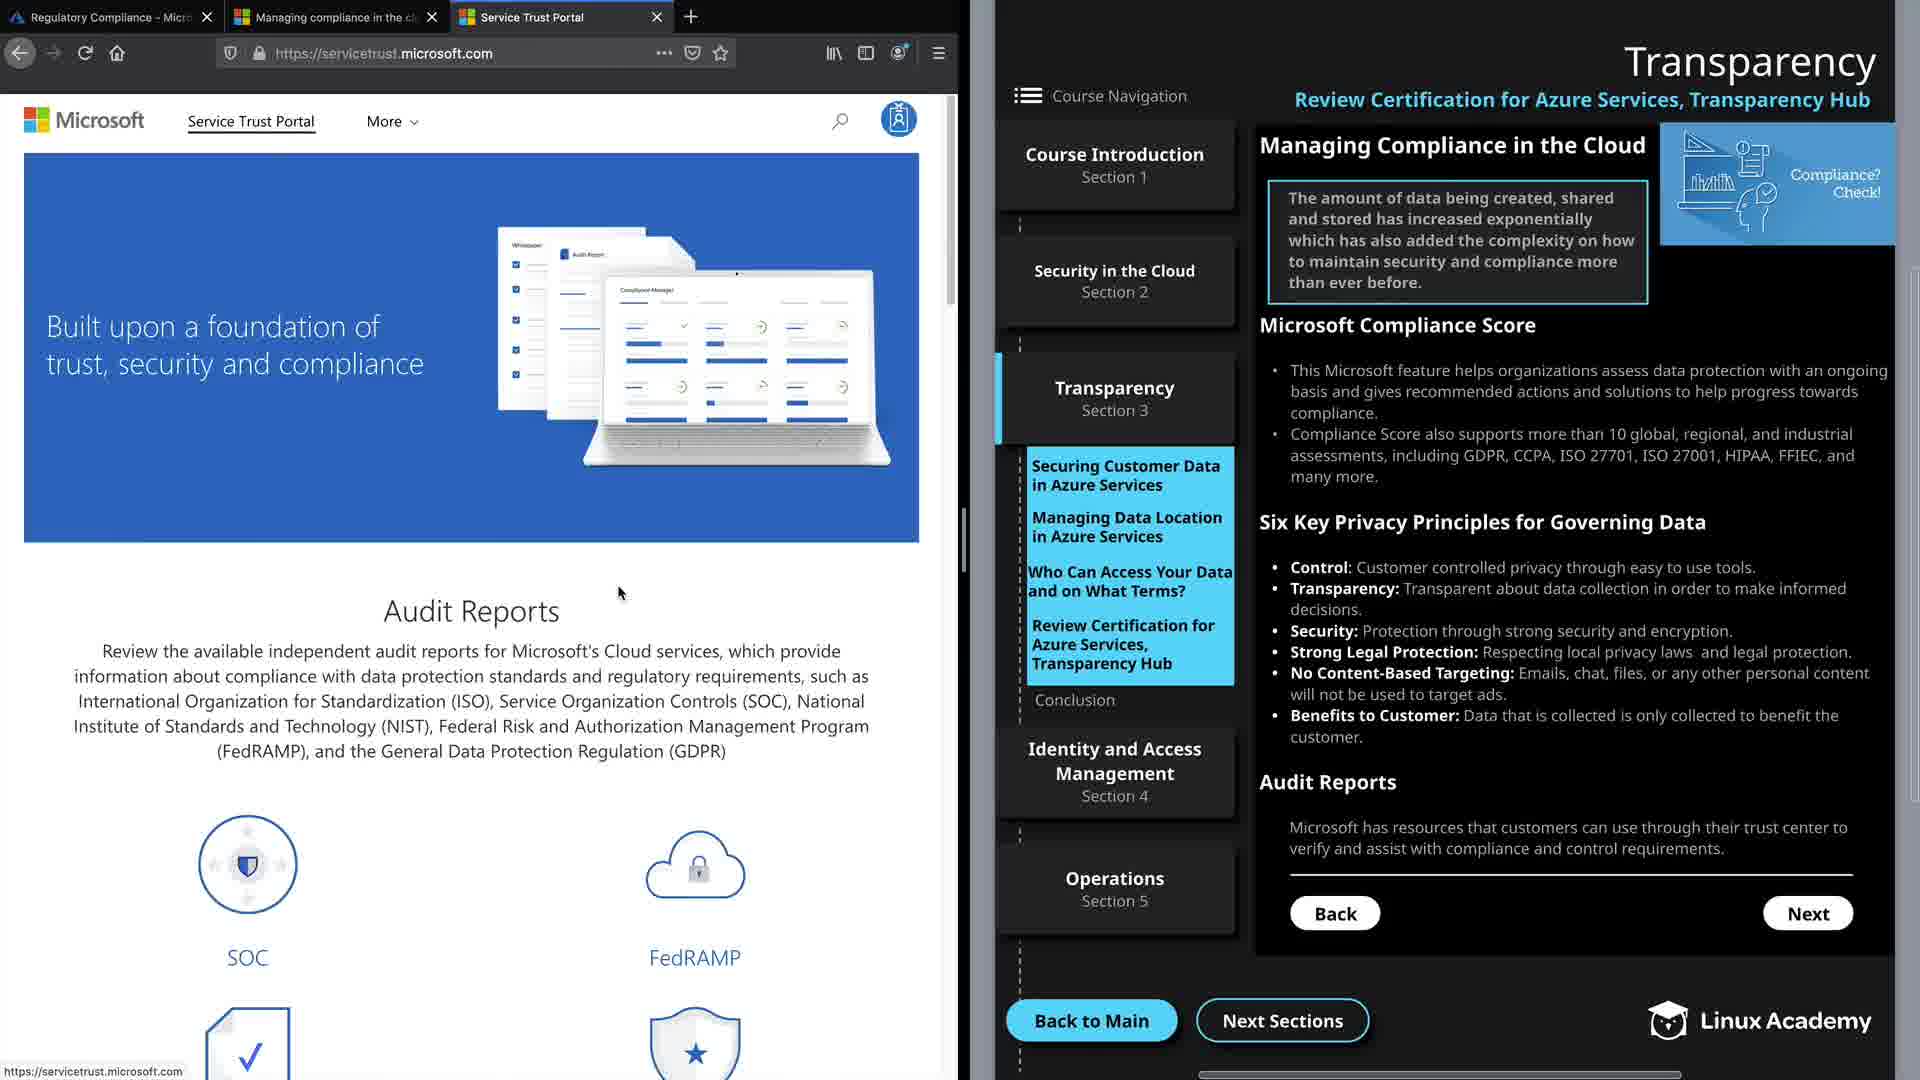 Regulatory Compliance - Micro
Managing compliance in the cl
Service Trust Portal
https://servicetrust.microsoft.com
Microsoft
Service Trust Portal
More
Built upon a foundation of
trust, security and compliance
Whitepaper
Audit Report
Compliance Manager
Audit Reports
Review the available independent audit reports for Microsoft's Cloud services, which provide
information about compliance with data protection standards and regulatory requirements, such as
International Organization for Standardization (ISO), Service Organization Controls (SOC), National
Institute of Standards and Technology (NIST), Federal Risk and Authorization Management Program
(FedRAMP), and the General Data Protection Regulation (GDPR)
SOC
FedRAMP
https://servicetrust.microsoft.com
Transparency
Review Certification for Azure Services, Transparency Hub
Course Navigation
Course Introduction
Section 1
Security in the Cloud
Section 2
Transparency
Section 3
Securing Customer Data
in Azure Services
Managing Data Location
in Azure Services
Who Can Access Your Data
and on What Terms?
Review Certification for
Azure Services,
Transparency Hub
Conclusion
Identity and Access
Management
Section 4
Operations
Section 5
Managing Compliance in the Cloud
Compliance?
Check!
The amount of data being created, shared
and stored has increased exponentially
which has also added the complexity on how
to maintain security and compliance more
than ever before.
Microsoft Compliance Score
• This Microsoft feature helps organizations assess data protection with an ongoing
basis and gives recommended actions and solutions to help progress towards
compliance.
• Compliance Score also supports more than 10 global, regional, and industrial
assessments, including GDPR, CCPA, ISO 27701, ISO 27001, HIPAA, FFIEC, and
many more.
Six Key Privacy Principles for Governing Data
• Control: Customer controlled privacy through easy to use tools.
• Transparency: Transparent about data collection in order to make informed
decisions.
• Security: Protection through strong security and encryption.
• Strong Legal Protection: Respecting local privacy laws and legal protection.
• No Content-Based Targeting: Emails, chat, files, or any other personal content
will not be used to target ads.
• Benefits to Customer: Data that is collected is only collected to benefit the
customer.
Audit Reports
Microsoft has resources that customers can use through their trust center to
verify and assist with compliance and control requirements.
Back
Next
Back to Main
Next Sections
Linux Academy